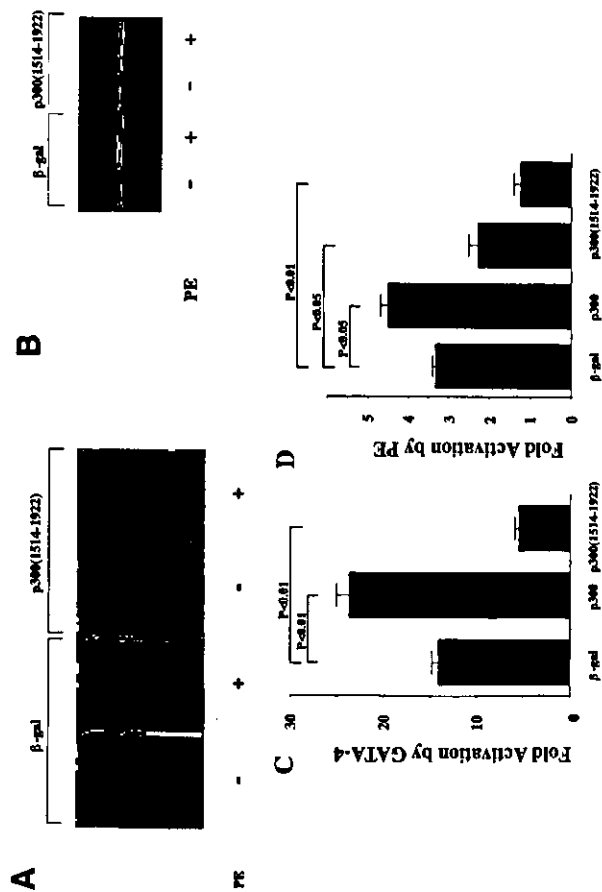 A
β-gal p300(1514-1922)
PE - + - +
B
β-gal p300(1514-1922)
PE - + - +
C
Fold Activation by GATA-4
30
20
10
0
P<0.01
P<0.01
β-gal p300 p300(1514-1922)
D
Fold Activation by PE
5
4
3
2
1
0
P<0.01
P<0.05
P<0.05
β-gal p300 p300(1514-1922)